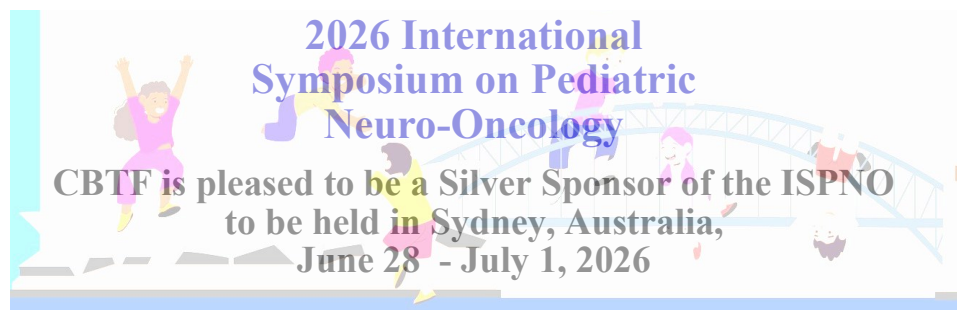 2026 International
Symposium on Pediatric
Neuro-Oncology
CBTF is pleased to be a Silver Sponsor of the ISPNO
to be held in Sydney, Australia,
June 28 - July 1, 2026